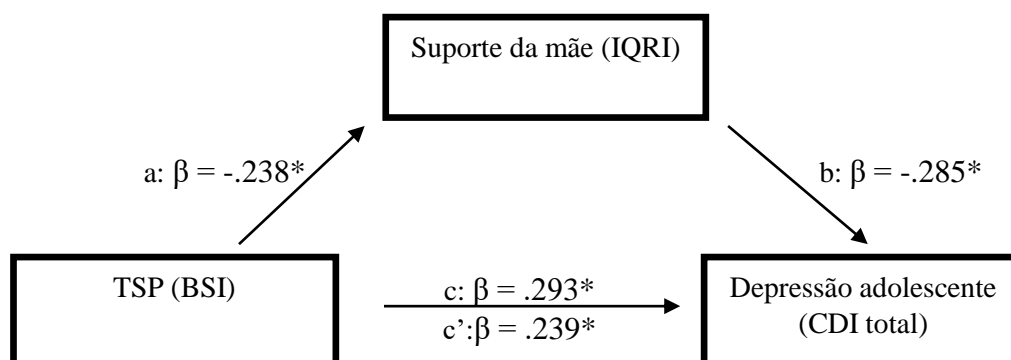 Suporte da mãe (IQRI)
a: β = -.238*
b: β = -.285*
TSP (BSI)
c: β = .293*
c’:β = .239*
Depressão adolescente
(CDI total)